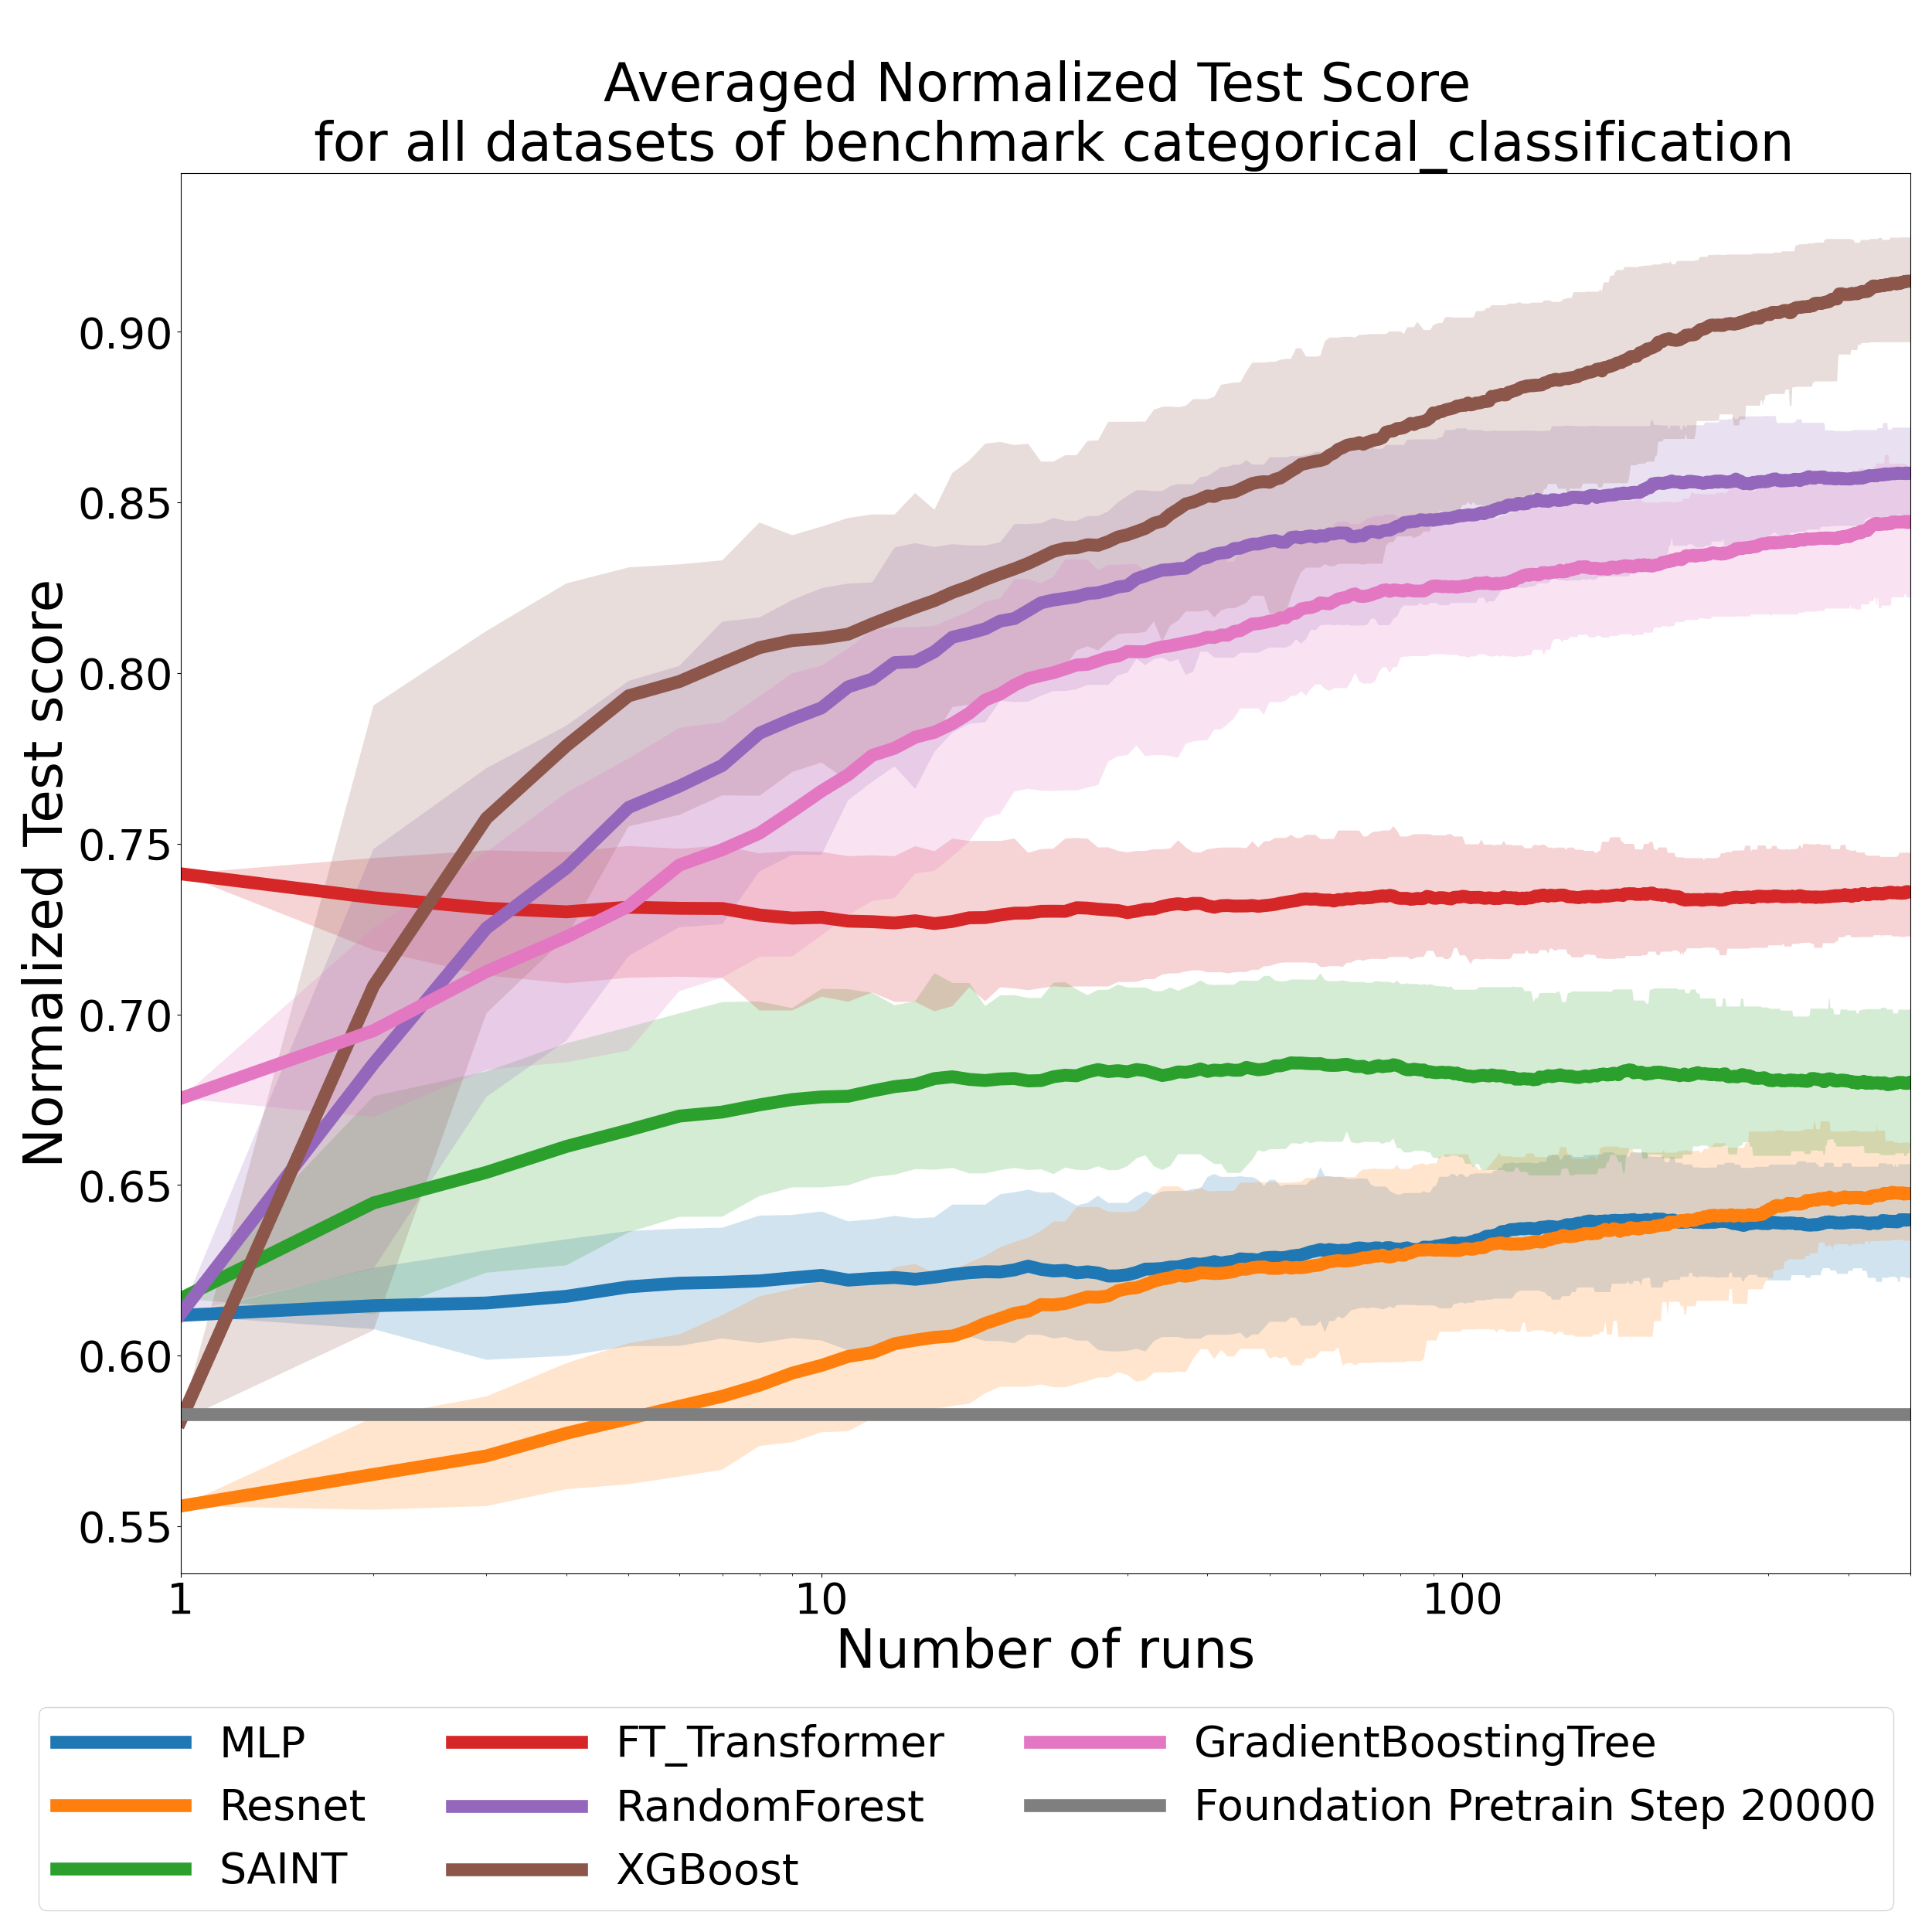 Averaged Normalized Test Score
for all datasets of benchmark categorical_classification
Normalized Test score
0.90
0.85
0.80
0.75
0.70
0.65
0.60
0.55
1
10
100
Number of runs
MLP
Resnet
SAINT
FT_Transformer
RandomForest
XGBoost
GradientBoostingTree
Foundation Pretrain Step 20000